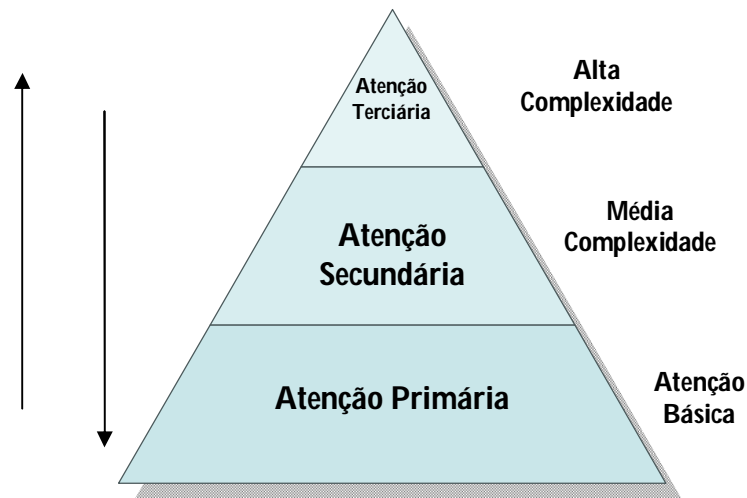 Atenção
Terciária
Alta
Complexidade
Atenção
Secundária
Média
Complexidade
Atenção Primária
Atenção
Básica